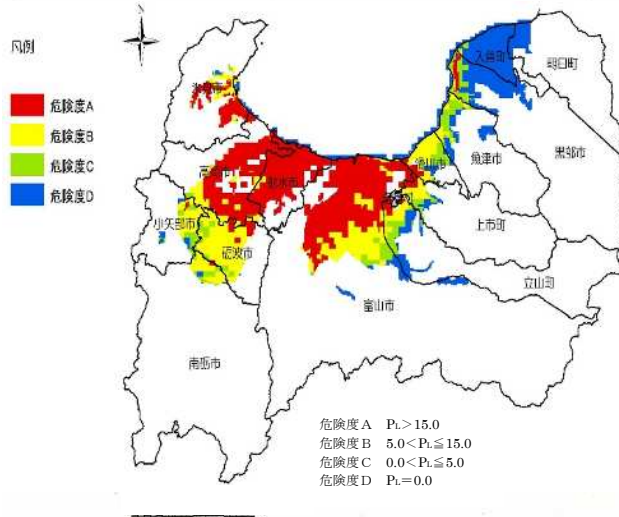 凡例
危険度A
危険度B
危険度C
危険度D
入善町
朝日町
氷見市
黒部市
魚津市
滑山市
高岡市
射水市
上市町
小矢部市
砺波市
立山町
富山市
南砺市
危険度A PL>15.0
危険度B 5.0<PL≦15.0
危険度C 0.0<PL≦5.0
危険度D PL=0.0